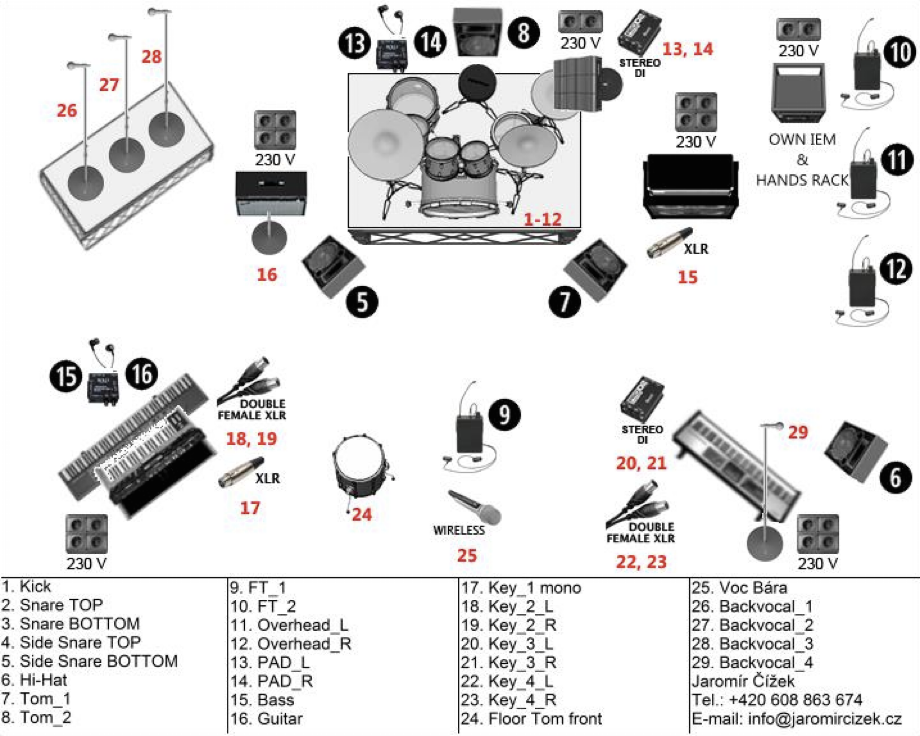 28
27
26
13
14
8
230 V
STEREO
DI
13, 14
230 V
10
230 V
230 V
OWN IEM
&
HANDS RACK
11
1-12
16
5
7
XLR
15
12
15
16
DOUBLE
FEMALE XLR
18, 19
XLR
17
230 V
24
9
WIRELESS
25
STEREO
DI
20, 21
DOUBLE
FEMALE XLR
22, 23
29
6
230 V
1. Kick
2. Snare TOP
3. Snare BOTTOM
4. Side Snare TOP
5. Side Snare BOTTOM
6. Hi-Hat
7. Tom_1
8. Tom_2
9. FT_1
10. FT_2
11. Overhead_L
12. Overhead_R
13. PAD_L
14. PAD_R
15. Bass
16. Guitar
17. Key_1 mono
18. Key_2_L
19. Key_2_R
20. Key_3_L
21. Key_3_R
22. Key_4_L
23. Key_4_R
24. Floor Tom front
25. Voc Bára
26. Backvocal_1
27. Backvocal_2
28. Backvocal_3
29. Backvocal_4
Jaromír Čížek
Tel.: +420 608 863 674
E-mail: info@jaromircizek.cz